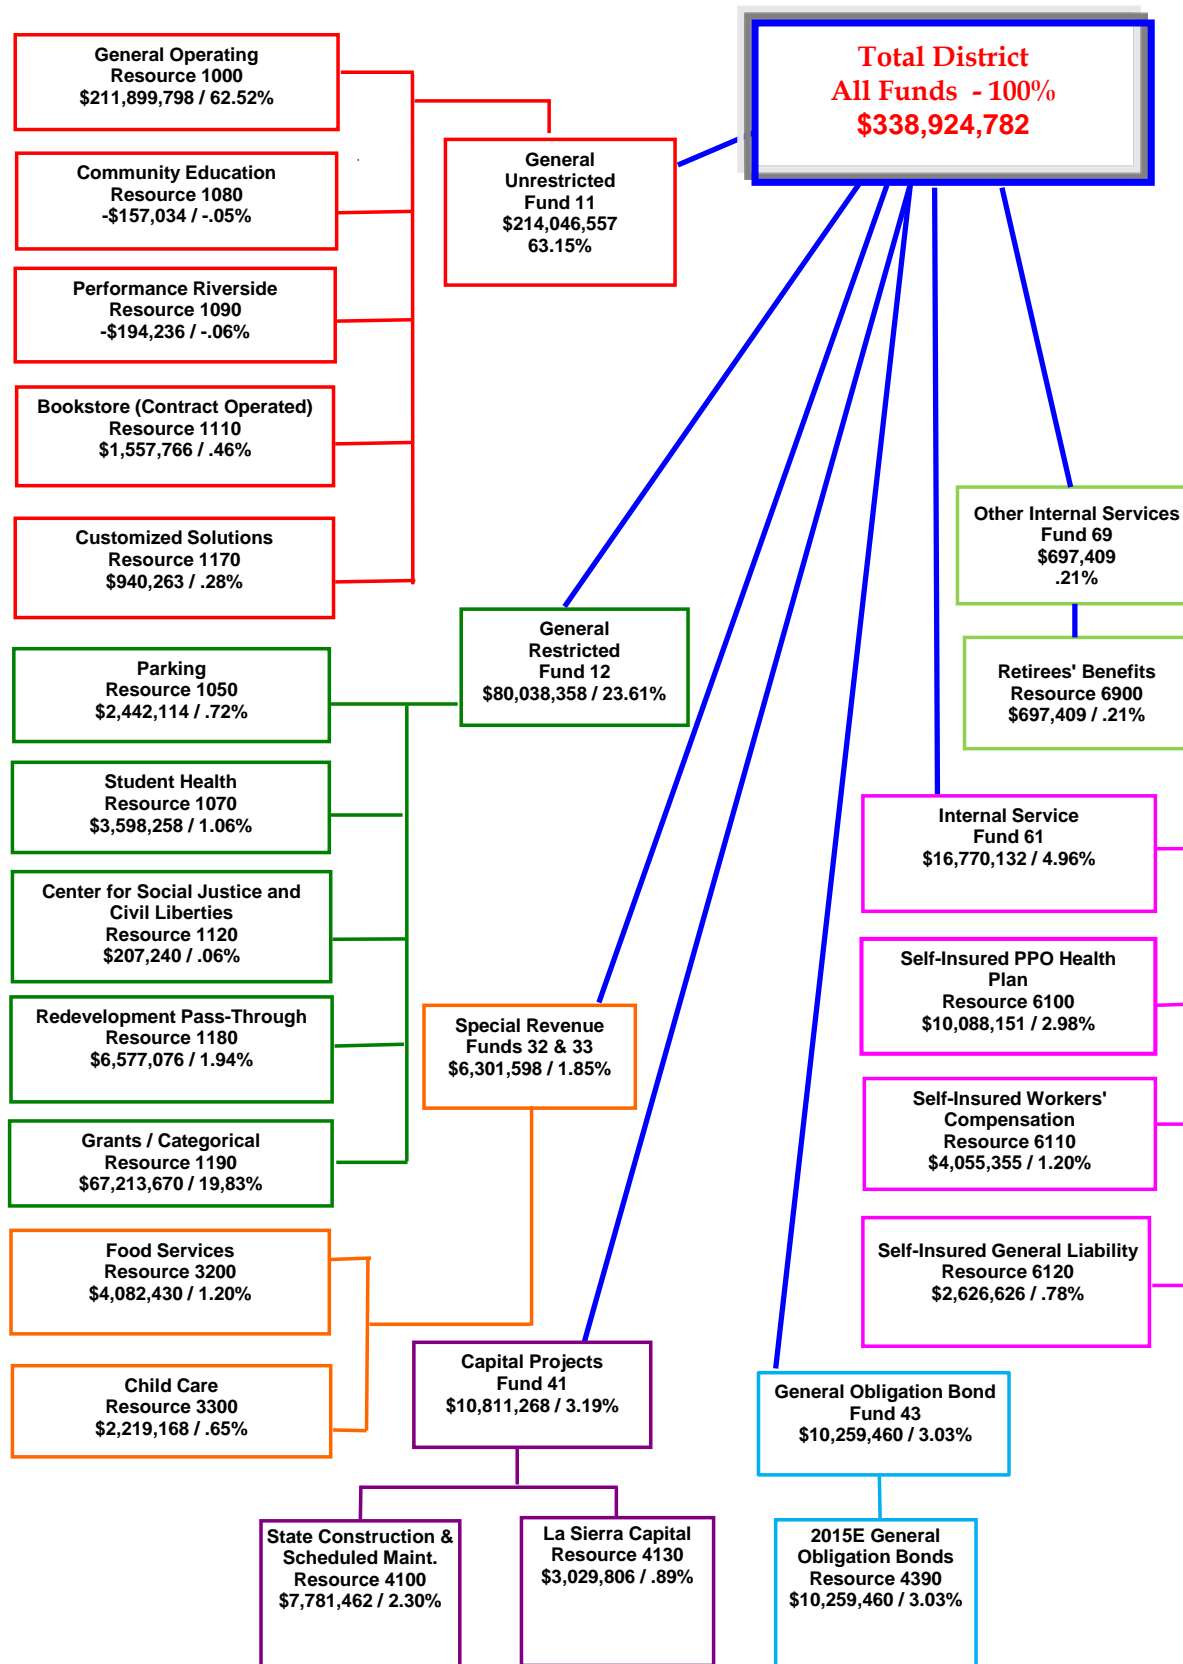 Total District
All Funds - 100%
$338,924,782
General Operating
Resource 1000
$211,899,798 / 62.52%
Community Education
Resource 1080
-$157,034 / -.05%
Performance Riverside
Resource 1090
-$194,236 / -.06%
Bookstore (Contract Operated)
Resource 1110
$1,557,766 / .46%
Customized Solutions
Resource 1170
$940,263 / .28%
General
Unrestricted
Fund 11
$214,046,557
63.15%
Parking
Resource 1050
$2,442,114 / .72%
Student Health
Resource 1070
$3,598,258 / 1.06%
Center for Social Justice and
Civil Liberties
Resource 1120
$207,240 / .06%
Redevelopment Pass-Through
Resource 1180
$6,577,076 / 1.94%
Grants / Categorical
Resource 1190
$67,213,670 / 19,83%
General
Restricted
Fund 12
$80,038,358 / 23.61%
Other Internal Services
Fund 69
$697,409
.21%
Retirees' Benefits
Resource 6900
$697,409 / .21%
Internal Service
Fund 61
$16,770,132 / 4.96%
Self-Insured PPO Health
Plan
Resource 6100
$10,088,151 / 2.98%
Self-Insured Workers'
Compensation
Resource 6110
$4,055,355 / 1.20%
Self-Insured General Liability
Resource 6120
$2,626,626 / .78%
Special Revenue
Funds 32 & 33
$6,301,598 / 1.85%
Food Services
Resource 3200
$4,082,430 / 1.20%
Child Care
Resource 3300
$2,219,168 / .65%
Capital Projects
Fund 41
$10,811,268 / 3.19%
State Construction &
Scheduled Maint.
Resource 4100
$7,781,462 / 2.30%
La Sierra Capital
Resource 4130
$3,029,806 / .89%
General Obligation Bond
Fund 43
$10,259,460 / 3.03%
2015E General
Obligation Bonds
Resource 4390
$10,259,460 / 3.03%